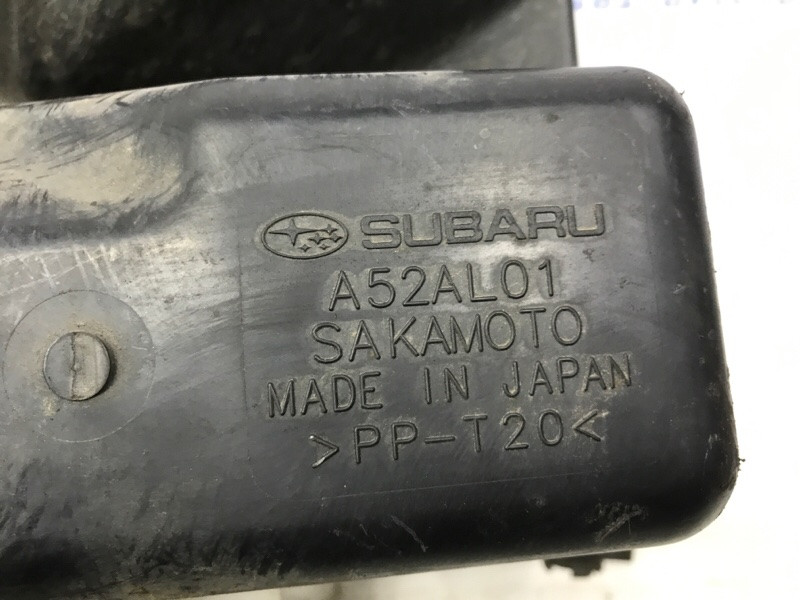 SUBARU
A52AL01
SAKAMOTO
MADE IN JAPAN
>PP-T20<